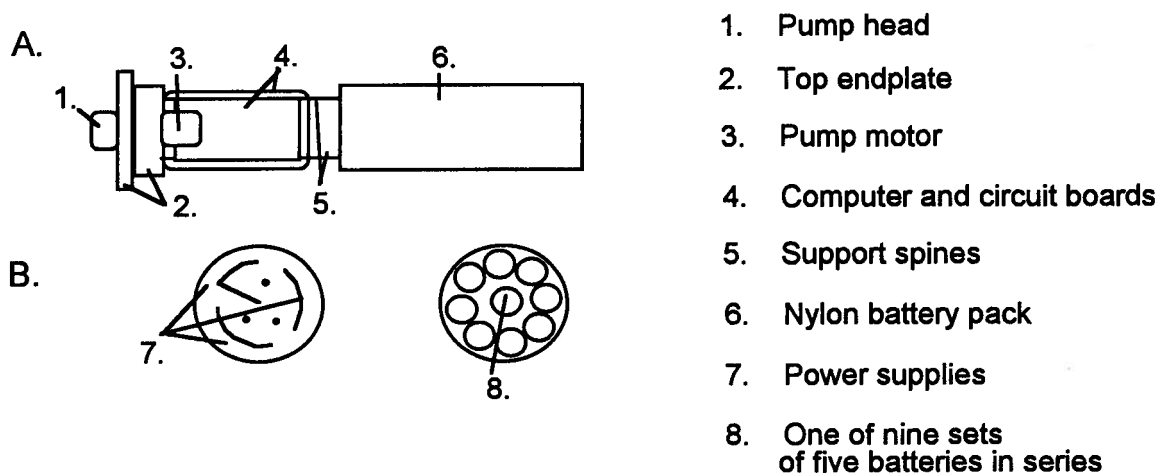 A.
1.
3.
4.
6.
2.
5.
B.
7.
8.
1. Pump head
2. Top endplate
3. Pump motor
4. Computer and circuit boards
5. Support spines
6. Nylon battery pack
7. Power supplies
8. One of nine sets
of five batteries in series